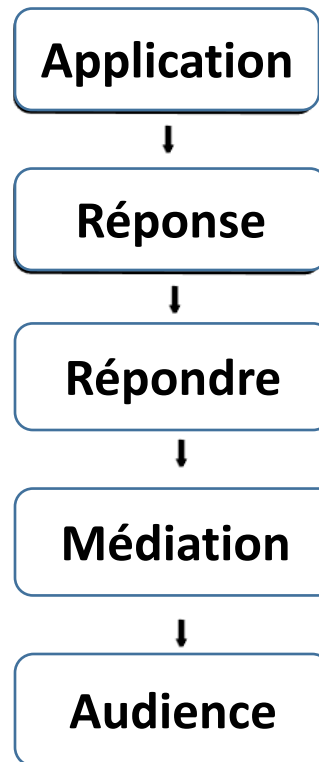 Application
Réponse
Répondre
Médiation
Audience